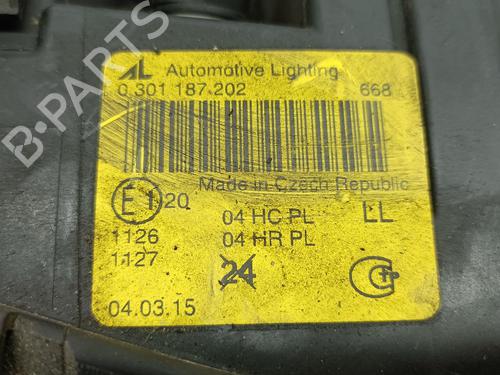 AL Automotive Lighting
0 301 187 202 668
Made in Czech Republic
E1 20 04 HC PL LL
1126 04 HR PL
1127 24
04.03.15
B-PARTS